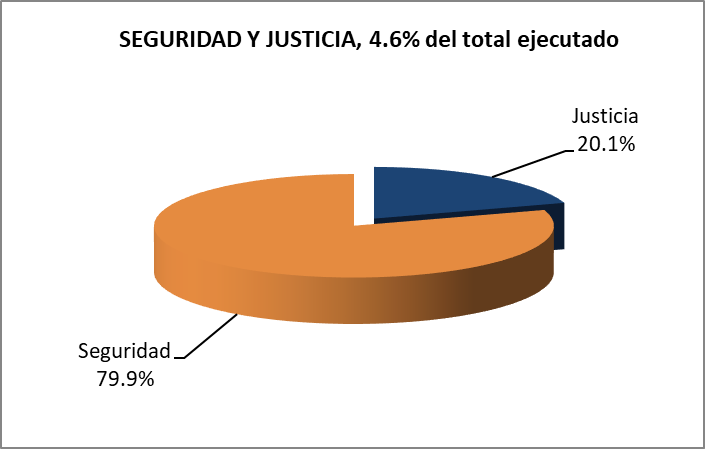 SEGURIDAD Y JUSTICIA, 4.6% del total ejecutado
Justicia
20.1%
Seguridad
79.9%